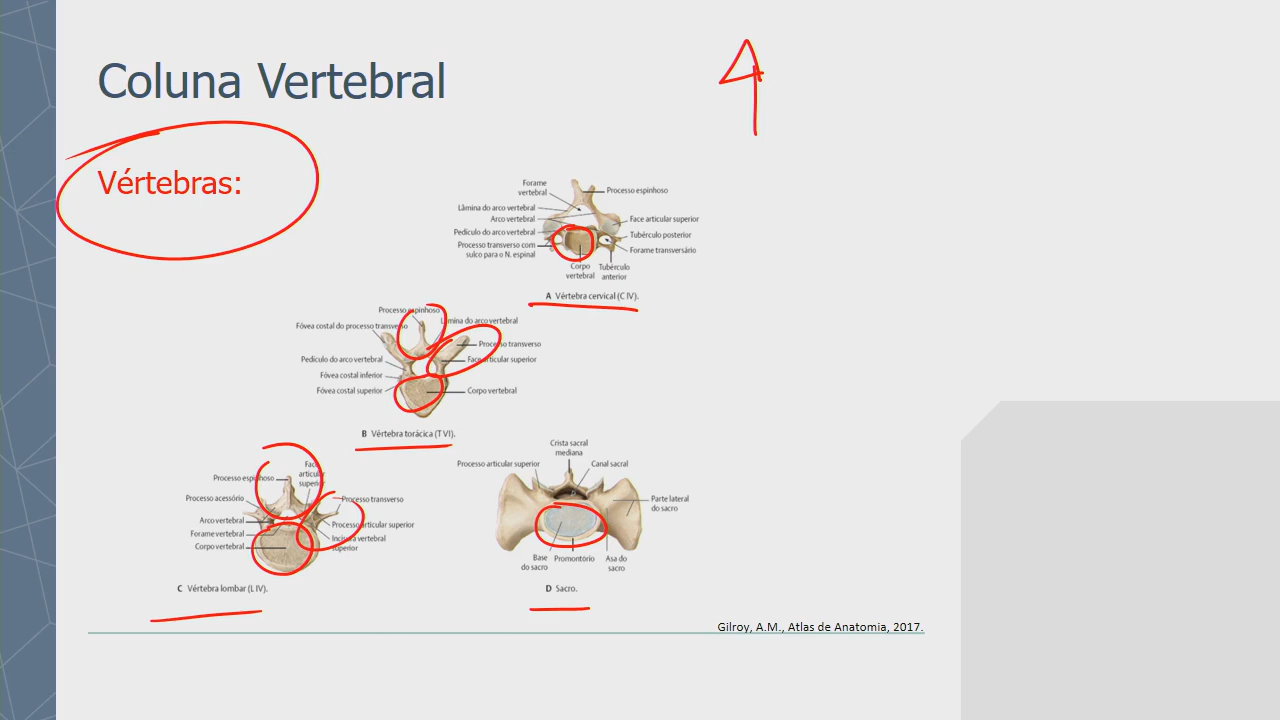 Coluna Vertebral
4
Vértebras:
Forame
vertebral
Processo espinhoso
Lâmina do arco vertebral
Arco vertebral
Face articular superior
Pedículo do arco vertebral
Tubérculo posterior
Processo transverso com
sulco para o N. espinal
Forame transversário
Corpo
vertebral
Tubérculo
anterior
A Vértebra cervical (C IV).
Processo espinhoso
Lâmina do arco vertebral
Fóvea costal do processo transverso
Processo transverso
Pedículo do arco vertebral
Face articular superior
Fóvea costal inferior
Fóvea costal superior
Corpo vertebral
B Vértebra torácica (T VI).
Face
articular
superior
Processo espinhoso
Processo acessório
Processo transverso
Arco vertebral
Processo articular superior
Forame vertebral
Incisura vertebral
superior
Corpo vertebral
C Vértebra lombar (L IV).
Crista sacral
mediana
Processo articular superior
Canal sacral
Parte lateral
do sacro
Base
do sacro
Promontório
Asa do
sacro
D Sacro.
Gilroy, A.M., Atlas de Anatomia, 2017.